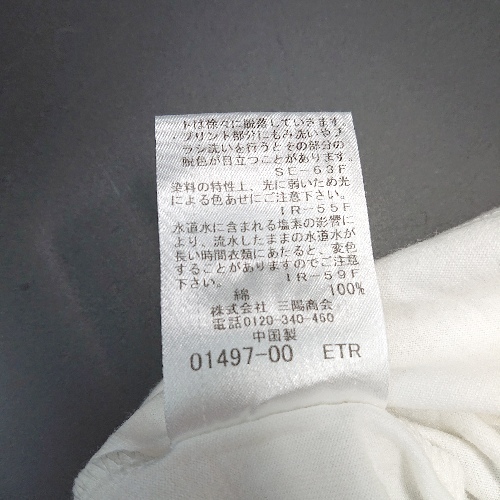 トは徐々に脱落していきます
・プリント部分にもみ洗いやブ
ラシ洗いを行うとその部分の
脱色が目立つことがあります。
SE-63F
染料の特性上、光に弱いため光
による色あせにご注意下さい。
IR-55F
水道水に含まれる塩素の影響に
より、流水したままの水道水が
長い時間衣類にあたると、変色
することがありますのでご注意
下さい。 IR-59F
綿 100%
株式会社 三陽商会
電話0120-340-460
中国製
01497-00 ETR